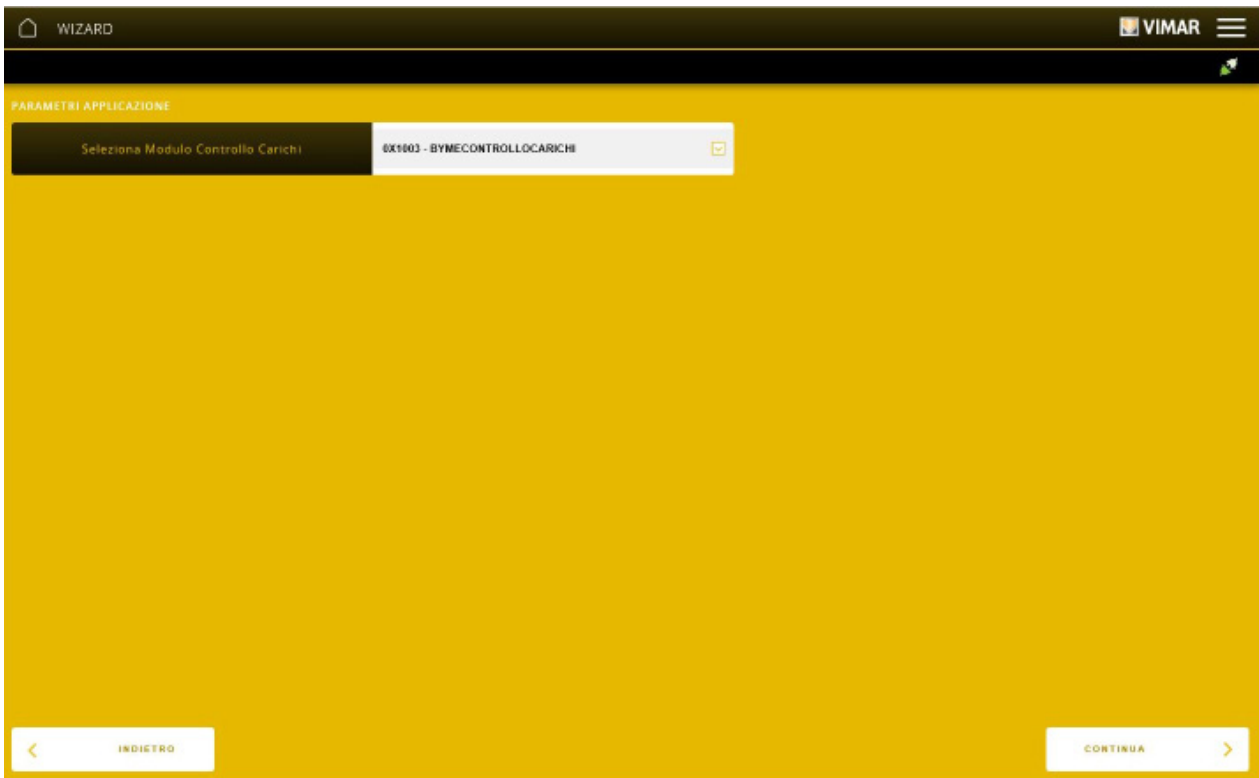 WIZARD
VIMAR
PARAMETRI APPLICAZIONE
Seleziona Modulo Controllo Carichi
0X1003 - BYMECONTROLLOCARICHI
INDIETRO
CONTINUA